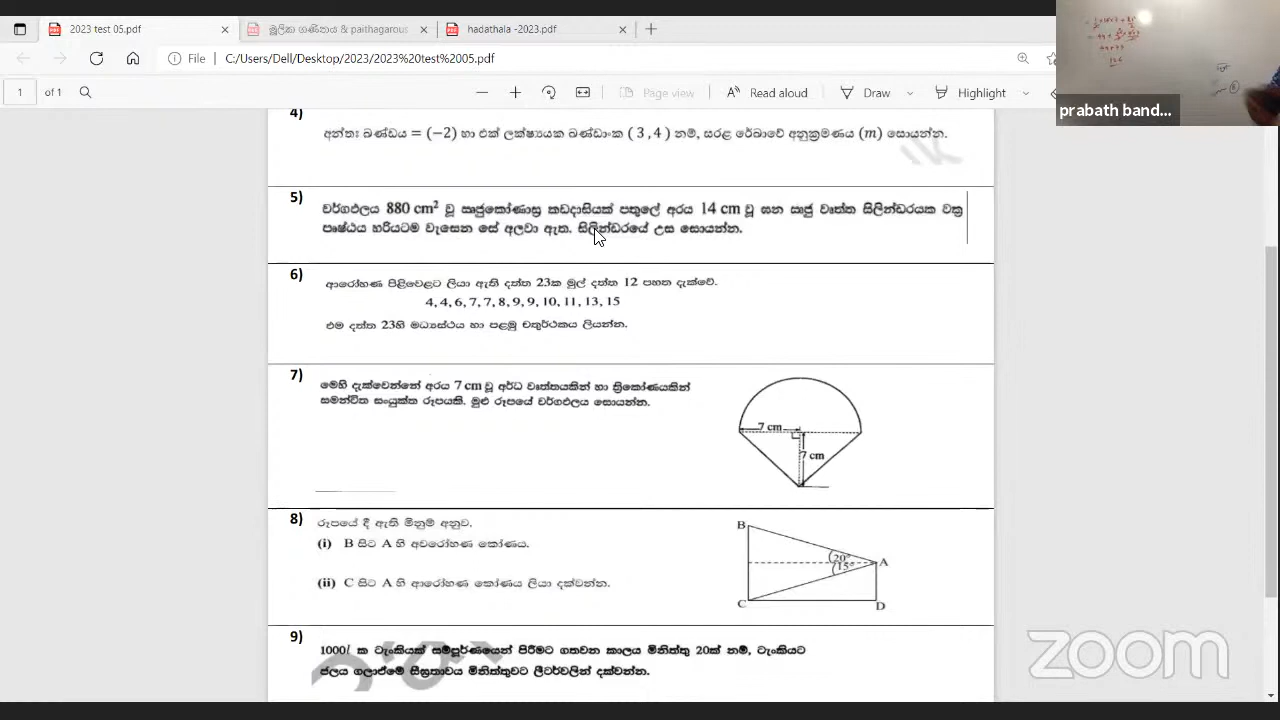 2023 test 05.pdf
මූලික ගණිතය & paithagarous
hadathala -2023.pdf
File
C:/Users/Dell/Desktop/2023/2023%20test%2005.pdf
1 of 1
Page view
Read aloud
Draw
Highlight
prabath band...
4)
අන්තඃ ඛණ්ඩය = (−2) හා එක් ලක්ෂ්‍යයක ඛණ්ඩාංක ( 3 , 4 ) නම්, සරළ රේඛාවේ අනුක්‍රමණය (m) සොයන්න.
5)
වර්ගඵලය 880 cm² වූ සෘජුකෝණාස්‍ර කඩදාසියක් පතුලේ අරය 14 cm වූ ඝන සෘජු වෘත්ත සිලින්ඩරයක වක්‍ර
පෘෂ්ඨය හරියටම වැසෙන සේ අලවා ඇත. සිලින්ඩරයේ උස සොයන්න.
6)
ආරෝහණ පිළිවෙළට ලියා ඇති දත්ත 23ක මුල් දත්ත 12 පහත දැක්වේ.
4, 4, 6, 7, 7, 8, 9, 9, 10, 11, 13, 15
එම දත්ත 23හි මධ්‍යස්ථය හා පළමු චතුර්ථකය ලියන්න.
7)
මෙහි දැක්වෙන්නේ අරය 7 cm වූ අර්ධ වෘත්තයකින් හා ත්‍රිකෝණයකින්
සමන්විත සංයුක්ත රූපයකි. මුළු රූපයේ වර්ගඵලය සොයන්න.
7 cm
7 cm
8)
රූපයේ දී ඇති මිනුම් අනුව,
(i) B සිට A හි අවරෝහණ කෝණය.
(ii) C සිට A හි ආරෝහණ කෝණය ලියා දක්වන්න.
B
20°
15°
A
C
D
9)
1000l ක ටැංකියක් සම්පූර්ණයෙන් පිරීමට ගතවන කාලය මිනිත්තු 20ක් නම්, ටැංකියට
ජලය ගලාඒමේ සීඝ්‍රතාවය මිනිත්තුවට ලීටර්වලින් දක්වන්න.
zoom